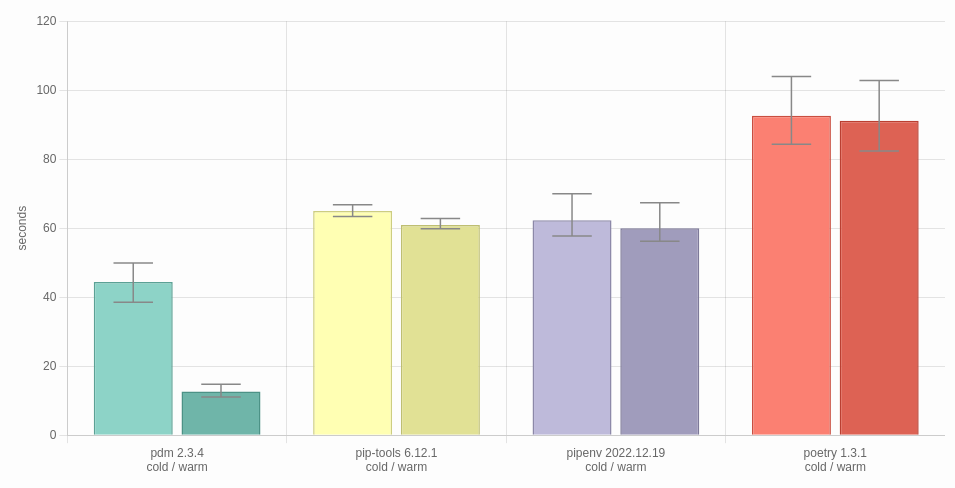 120
100
80
60
40
20
0
seconds
pdm 2.3.4
cold / warm
pip-tools 6.12.1
cold / warm
pipenv 2022.12.19
cold / warm
poetry 1.3.1
cold / warm